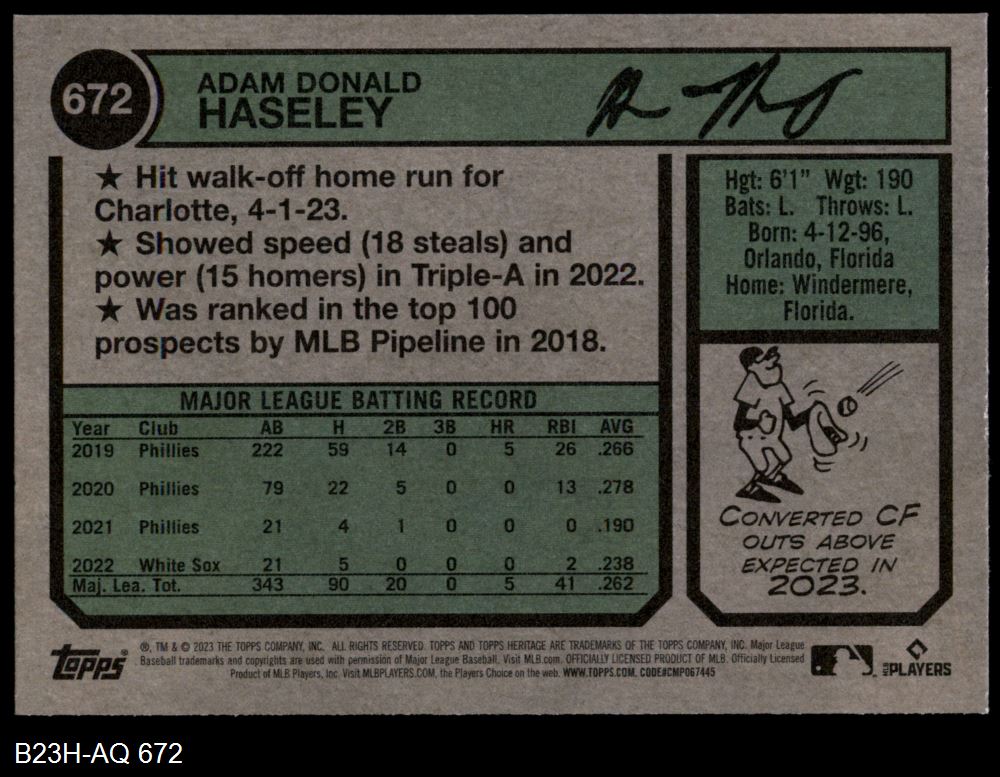 672
ADAM DONALD
HASELEY
★ Hit walk-off home run for
Charlotte, 4-1-23.
★ Showed speed (18 steals) and
power (15 homers) in Triple-A in 2022.
★ Was ranked in the top 100
prospects by MLB Pipeline in 2018.
Hgt: 6'1" Wgt: 190
Bats: L. Throws: L.
Born: 4-12-96,
Orlando, Florida
Home: Windermere,
Florida.
MAJOR LEAGUE BATTING RECORD
Year Club AB H 2B 3B HR RBI AVG
2019 Phillies 222 59 14 0 5 26 .266
2020 Phillies 79 22 5 0 0 13 .278
2021 Phillies 21 4 1 0 0 0 .190
2022 White Sox 21 5 0 0 0 2 .238
Maj. Lea. Tot. 343 90 20 0 5 41 .262
CONVERTED CF
OUTS ABOVE
EXPECTED IN
2023.
Topps
®, TM & © 2023 THE TOPPS COMPANY, INC. ALL RIGHTS RESERVED. TOPPS AND TOPPS HERITAGE ARE TRADEMARKS OF THE TOPPS COMPANY, INC. Major League
Baseball trademarks and copyrights are used with permission of Major League Baseball. Visit MLB.com. OFFICIALLY LICENSED PRODUCT OF MLB. Officially Licensed
Product of MLB Players, Inc. Visit MLBPLAYERS.COM, the Players Choice on the web. WWW.TOPPS.COM. CODE#CMP067445
MLB PLAYERS
B23H-AQ 672